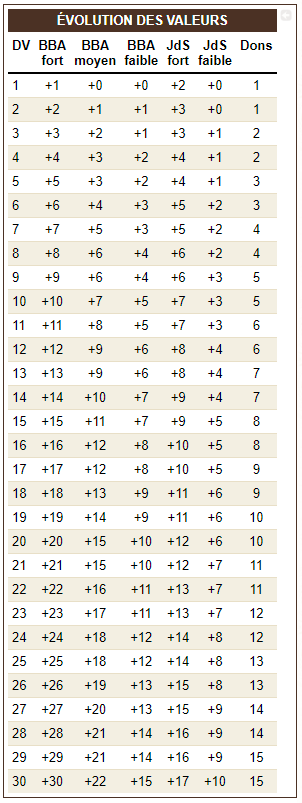 ÉVOLUTION DES VALEURS
DV BBA fort BBA moyen BBA faible JdS fort JdS faible Dons
1 +1 +0 +0 +2 +0 1
2 +2 +1 +1 +3 +0 1
3 +3 +2 +1 +3 +1 2
4 +4 +3 +2 +4 +1 2
5 +5 +3 +2 +4 +1 3
6 +6 +4 +3 +5 +2 3
7 +7 +5 +3 +5 +2 4
8 +8 +6 +4 +6 +2 4
9 +9 +6 +4 +6 +3 5
10 +10 +7 +5 +7 +3 5
11 +11 +8 +5 +7 +3 6
12 +12 +9 +6 +8 +4 6
13 +13 +9 +6 +8 +4 7
14 +14 +10 +7 +9 +4 7
15 +15 +11 +7 +9 +5 8
16 +16 +12 +8 +10 +5 8
17 +17 +12 +8 +10 +5 9
18 +18 +13 +9 +11 +6 9
19 +19 +14 +9 +11 +6 10
20 +20 +15 +10 +12 +6 10
21 +21 +15 +10 +12 +7 11
22 +22 +16 +11 +13 +7 11
23 +23 +17 +11 +13 +7 12
24 +24 +18 +12 +14 +8 12
25 +25 +18 +12 +14 +8 13
26 +26 +19 +13 +15 +8 13
27 +27 +20 +13 +15 +9 14
28 +28 +21 +14 +16 +9 14
29 +29 +21 +14 +16 +9 15
30 +30 +22 +15 +17 +10 15